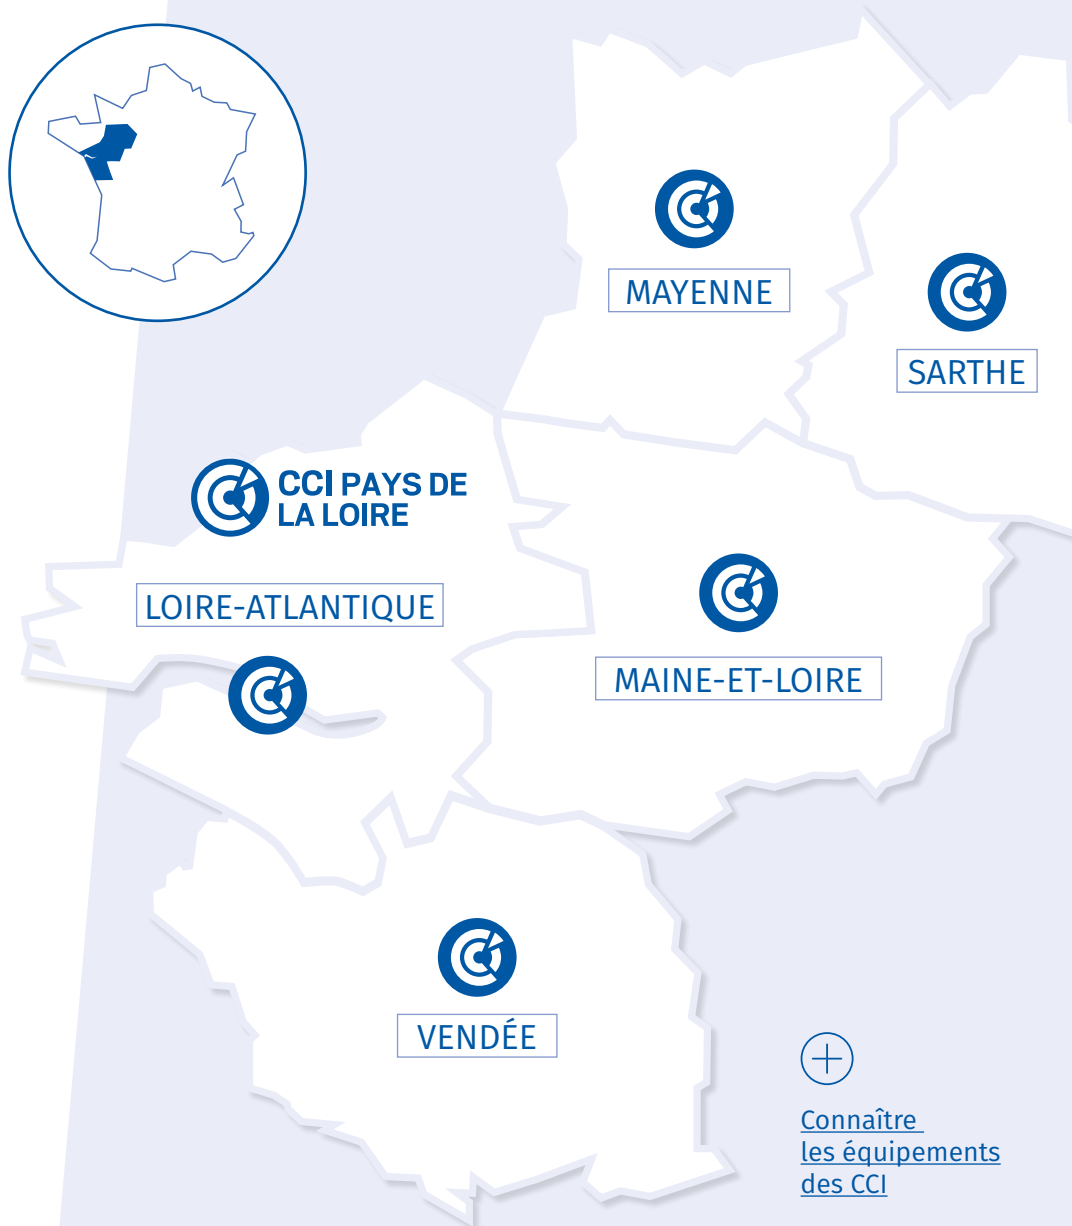 MAYENNE
SARTHE
CCI PAYS DE
LA LOIRE
LOIRE-ATLANTIQUE
MAINE-ET-LOIRE
VENDÉE
Connaître
les équipements
des CCI